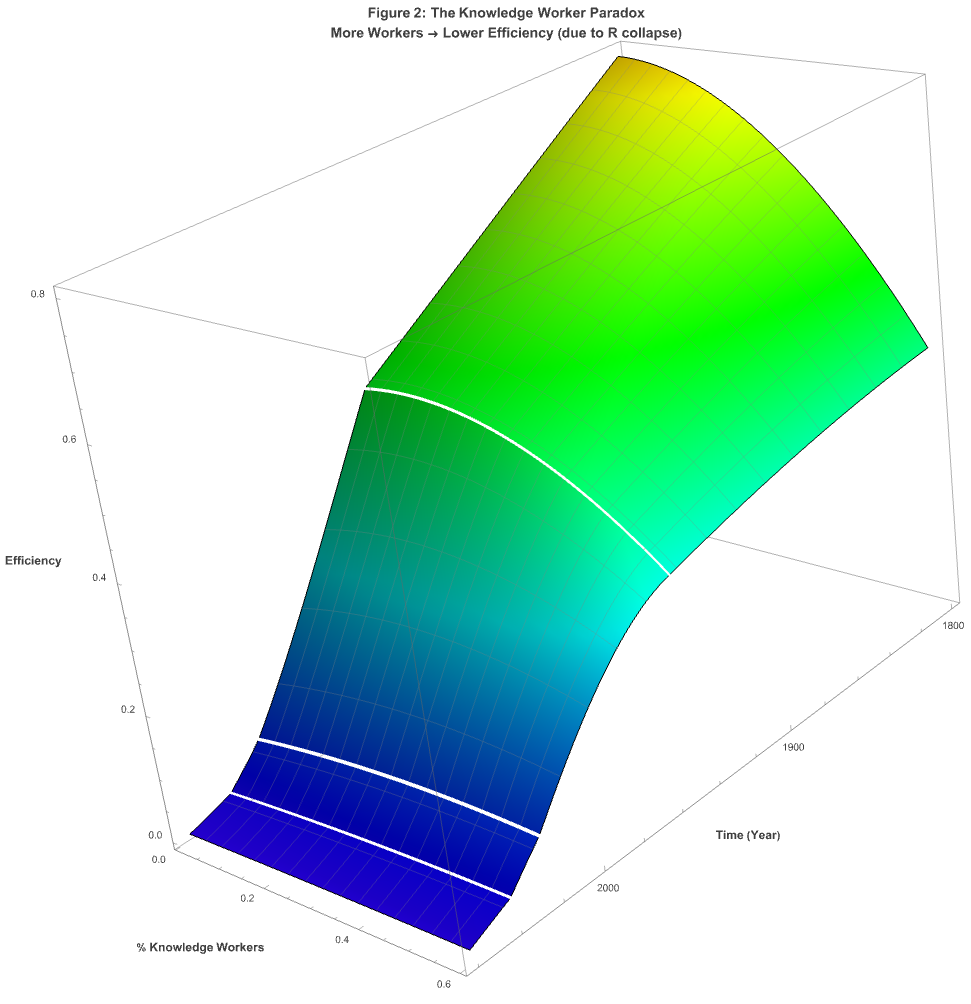 Figure 2: The Knowledge Worker Paradox
More Workers → Lower Efficiency (due to R collapse)
0.8
0.6
Efficiency
0.4
1800
0.2
1900
0.0
Time (Year)
0.0
2000
0.2
0.4
% Knowledge Workers
0.6